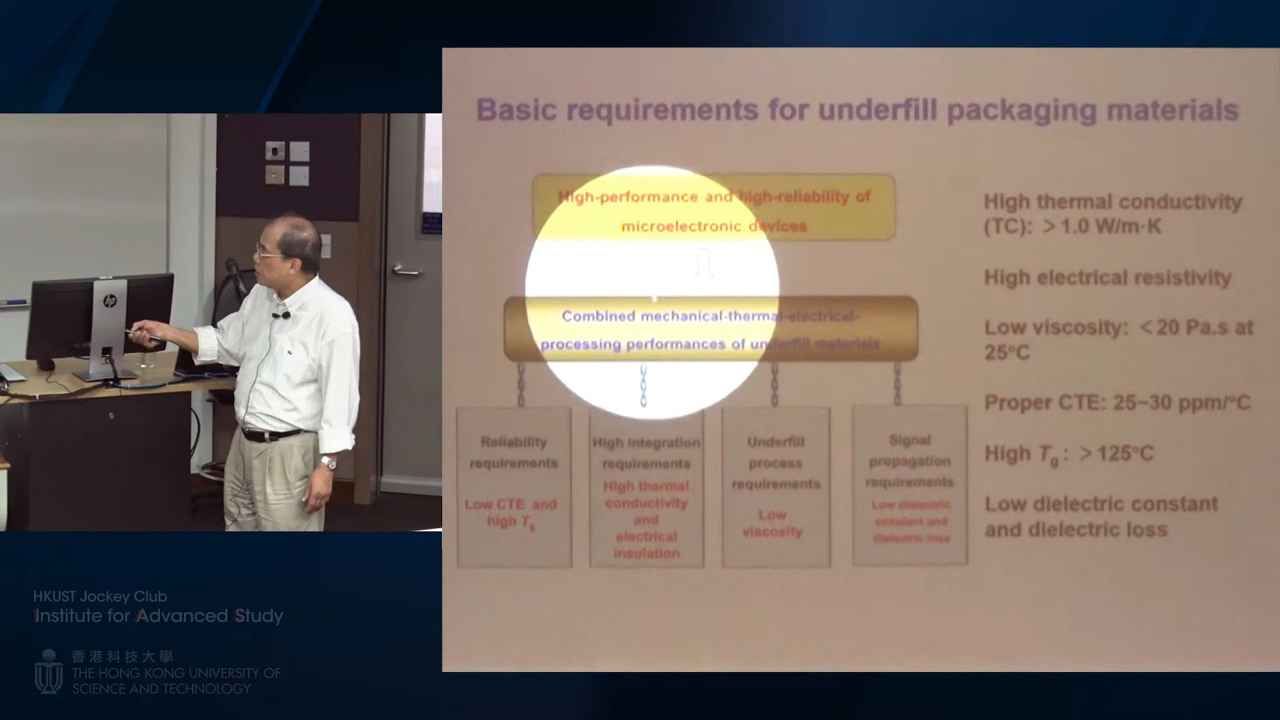 Basic requirements for underfill packaging materials
High-performance and high-reliability of
microelectronic devices
Combined mechanical-thermal-electrical-
processing performances of underfill materials
Reliability
requirements
Low CTE and
high Tg
High integration
requirements
High thermal
conductivity
and
electrical
insulation
Underfill
process
requirements
Low
viscosity
Signal
propagation
requirements
Low dielectric
constant and
dielectric loss
High thermal conductivity
(TC): >1.0 W/m·K
High electrical resistivity
Low viscosity: <20 Pa.s at
25°C
Proper CTE: 25–30 ppm/°C
High Tg: >125°C
Low dielectric constant
and dielectric loss
hp
HKUST Jockey Club
Institute for Advanced Study
香港科技大學
THE HONG KONG UNIVERSITY OF
SCIENCE AND TECHNOLOGY